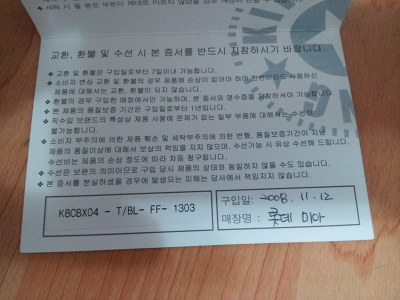 교환, 환불 및 수선 시 본 증서를 반드시 지참하시기 바랍니다.
❖ 교환 및 환불은 구입일로부터 7일이내 가능합니다.
❖ 소비자 변심 교환 및 환불의 경우 제품에 손상이 없어야 하며 한번이라도 사용하신
제품에 대해서는 교환, 환불이 되지 않습니다.
❖ 환불의 경우 구입한 매장에서만 가능하며, 본 증서와 영수증을 지참하셔야 가능합니다.
❖ 본 제품의 품질보증 기간은 구입일로부터 1년입니다.
❖ 직수입 브랜드의 특성상 제품 사용에 문제가 없는 일부 부품에 대해서는 수선이
불가능합니다.
❖ 소비자 부주의에 의한 제품 훼손 및 세탁부주의에 의한 변형, 품질보증기간이 지난
제품의 품질이상에 대해서 보상의 책임을 지지 않으며, 수선가능시 유상 수선해 드립니다.
수선비는 제품의 손상 정도에 따라 차등 청구됩니다.
❖ 수선은 보완의 의미이므로 구입 당시 제품의 상태와 동일하지 않을 수도 있습니다.
❖ 본 증서를 분실하셨을 경우에 발생되는 피해는 당사에서 책임지지 않습니다.
K8CBX04 - T/BL- FF- 1303
구입일: 2008. 11. 12
매장명 : 롯데 미아